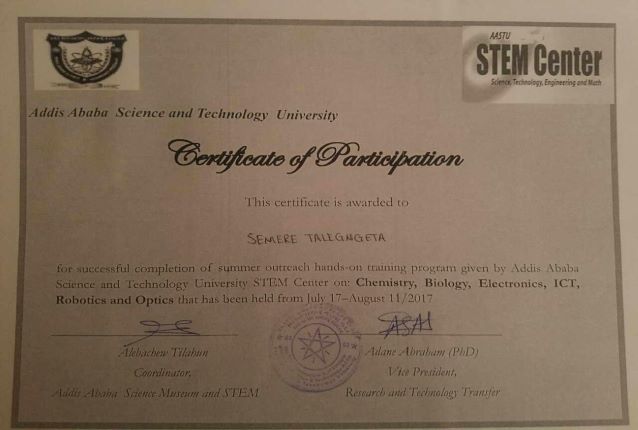 AASTU
STEM Center
Science, Technology, Engineering and Math
Addis Ababa Science and Technology University
Certificate of Participation
This certificate is awarded to
SEMERE TALEGNGETA
for successful completion of summer outreach hands-on training program given by Addis Ababa
Science and Technology University STEM Center on: Chemistry, Biology, Electronics, ICT,
Robotics and Optics that has been held from July 17–August 11/2017
Alebachew Tilahun
Coordinator,
Addis Ababa Science Museum and STEM
Adane Abraham (PhD)
Vice President,
Research and Technology Transfer